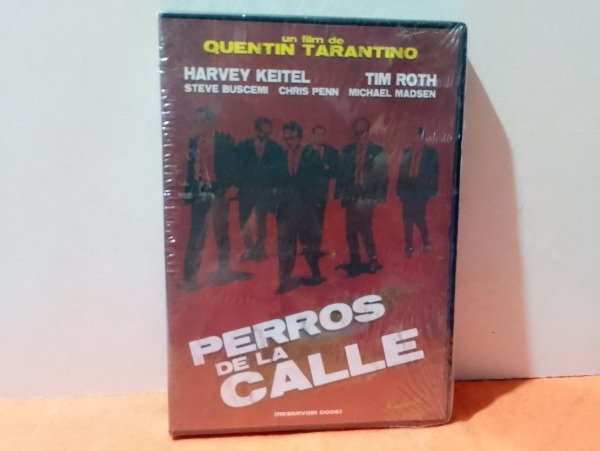 un film de
QUENTIN TARANTINO
HARVEY KEITEL TIM ROTH
STEVE BUSCEMI CHRIS PENN MICHAEL MADSEN
PERROS
DE LA
CALLE
(RESERVOIR DOGS)